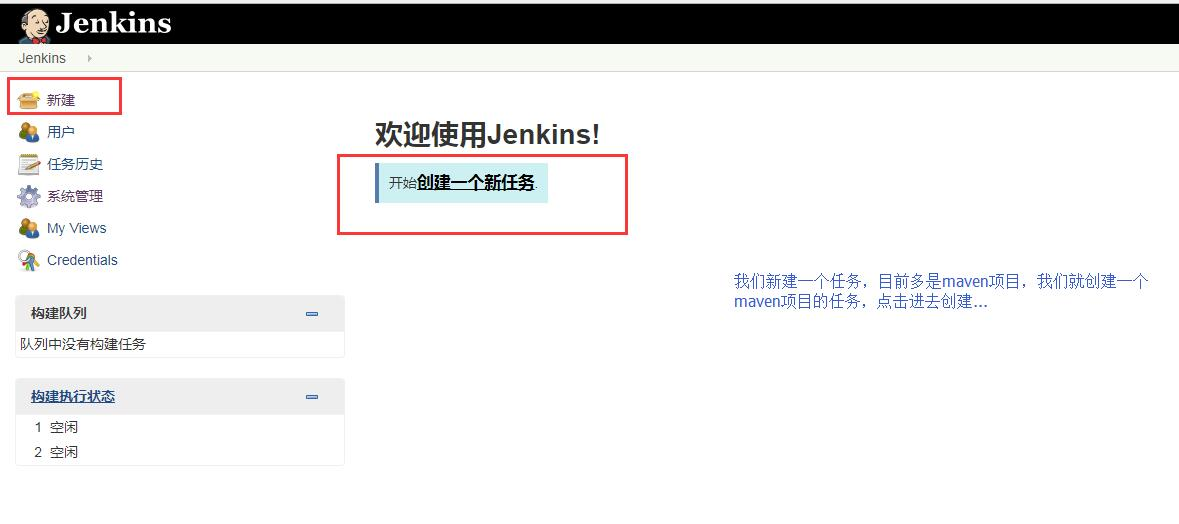 Jenkins
Jenkins
新建
用户
任务历史
系统管理
My Views
Credentials
构建队列
队列中没有构建任务
构建执行状态
1 空闲
2 空闲
欢迎使用Jenkins!
开始创建一个新任务.
我们新建一个任务，目前多是maven项目，我们就创建一个
maven项目的任务，点击进去创建...